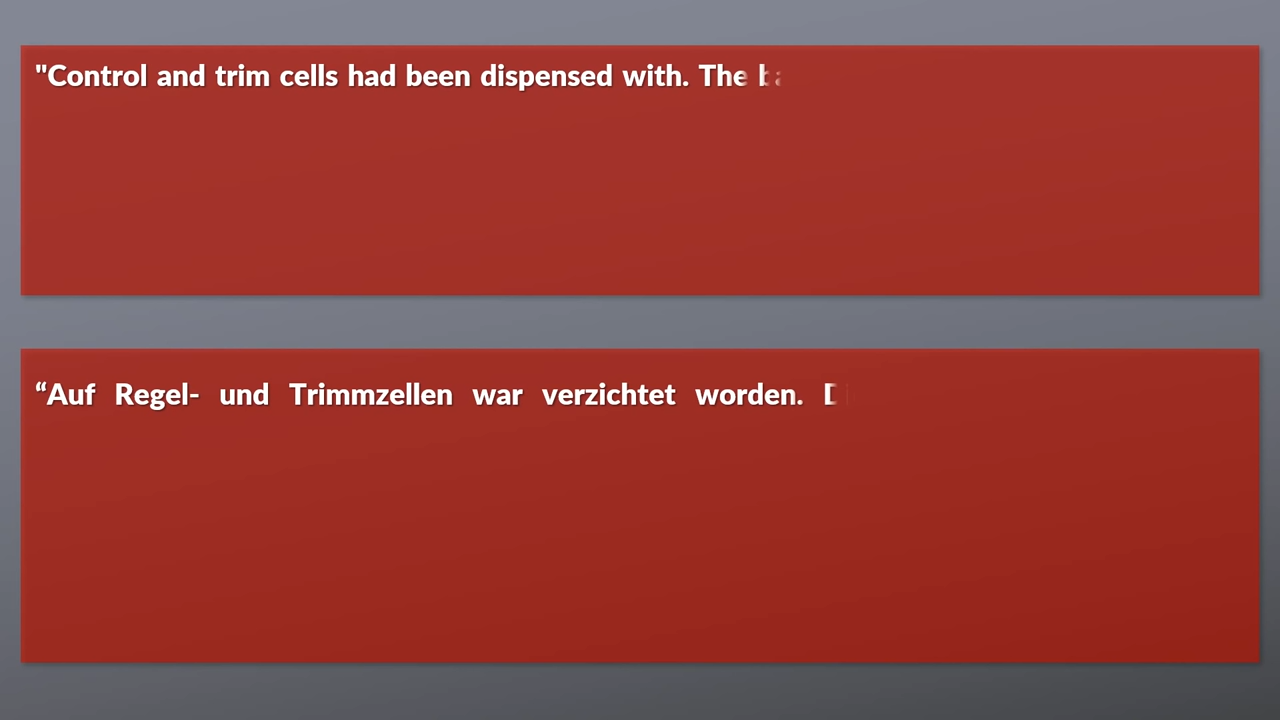 "Control and trim cells had been dispensed with. The
“Auf Regel- und Trimmzellen war verzichtet worden.